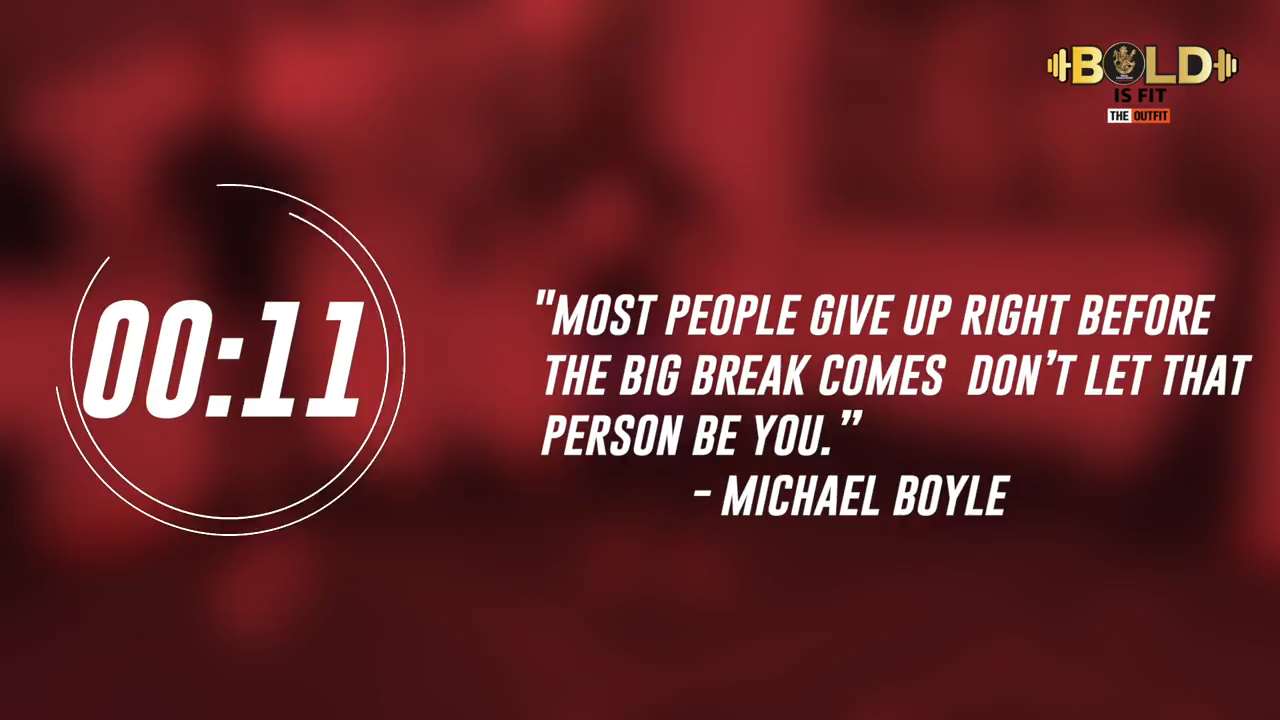 BOLD
IS FIT
THE OUTFIT
00:11
"MOST PEOPLE GIVE UP RIGHT BEFORE
THE BIG BREAK COMES  DON’T LET THAT
PERSON BE YOU.”
- MICHAEL BOYLE